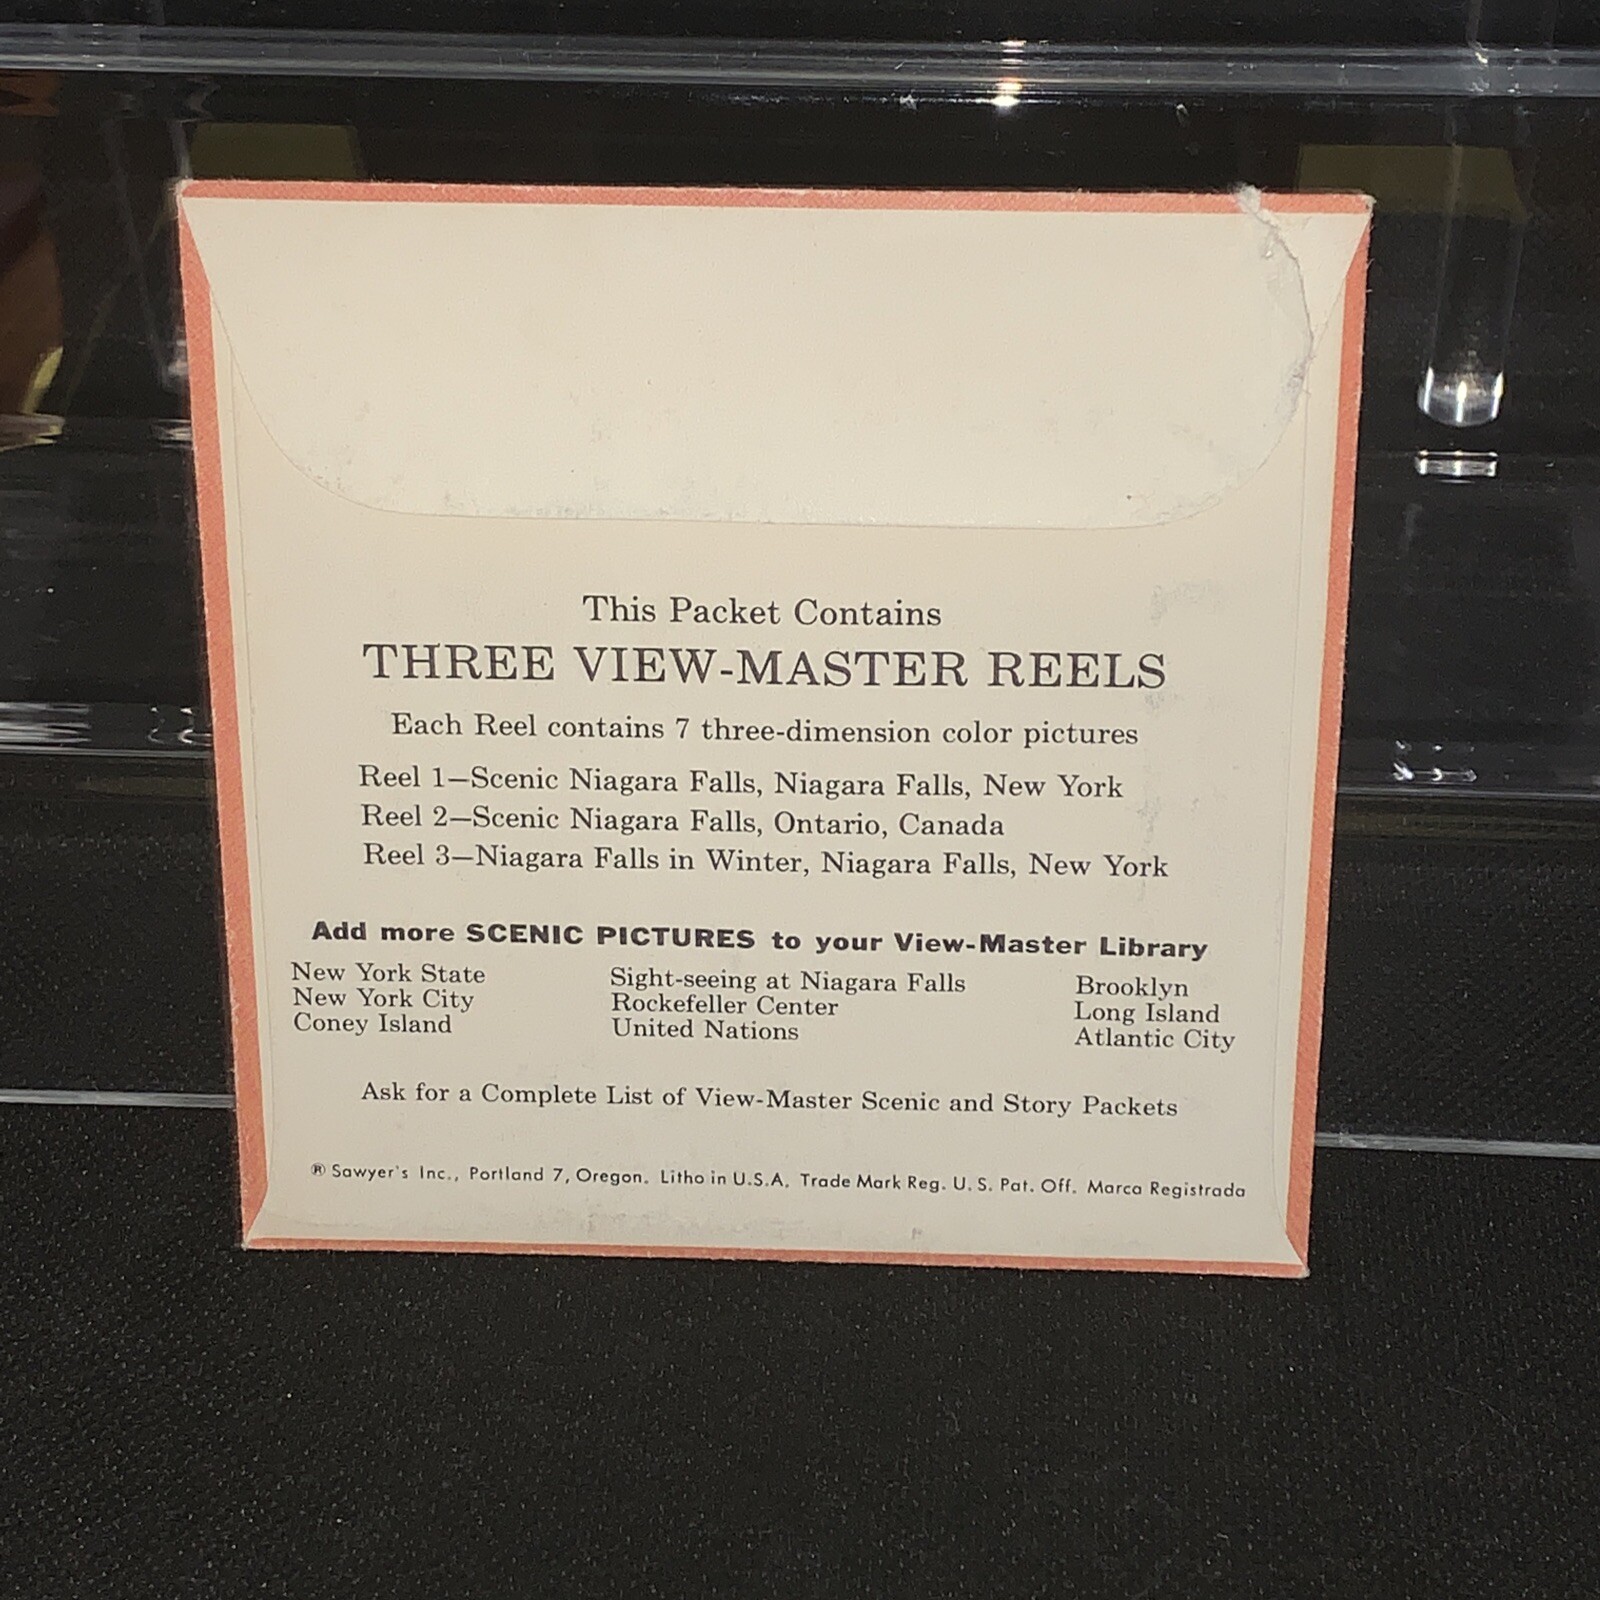 This Packet Contains
THREE VIEW-MASTER REELS
Each Reel contains 7 three-dimension color pictures
Reel 1—Scenic Niagara Falls, Niagara Falls, New York
Reel 2—Scenic Niagara Falls, Ontario, Canada
Reel 3—Niagara Falls in Winter, Niagara Falls, New York
Add more SCENIC PICTURES to your View-Master Library
New York State
New York City
Coney Island
Sight-seeing at Niagara Falls
Rockefeller Center
United Nations
Brooklyn
Long Island
Atlantic City
Ask for a Complete List of View-Master Scenic and Story Packets
® Sawyer's Inc., Portland 7, Oregon. Litho in U.S.A. Trade Mark Reg. U. S. Pat. Off. Marca Registrada